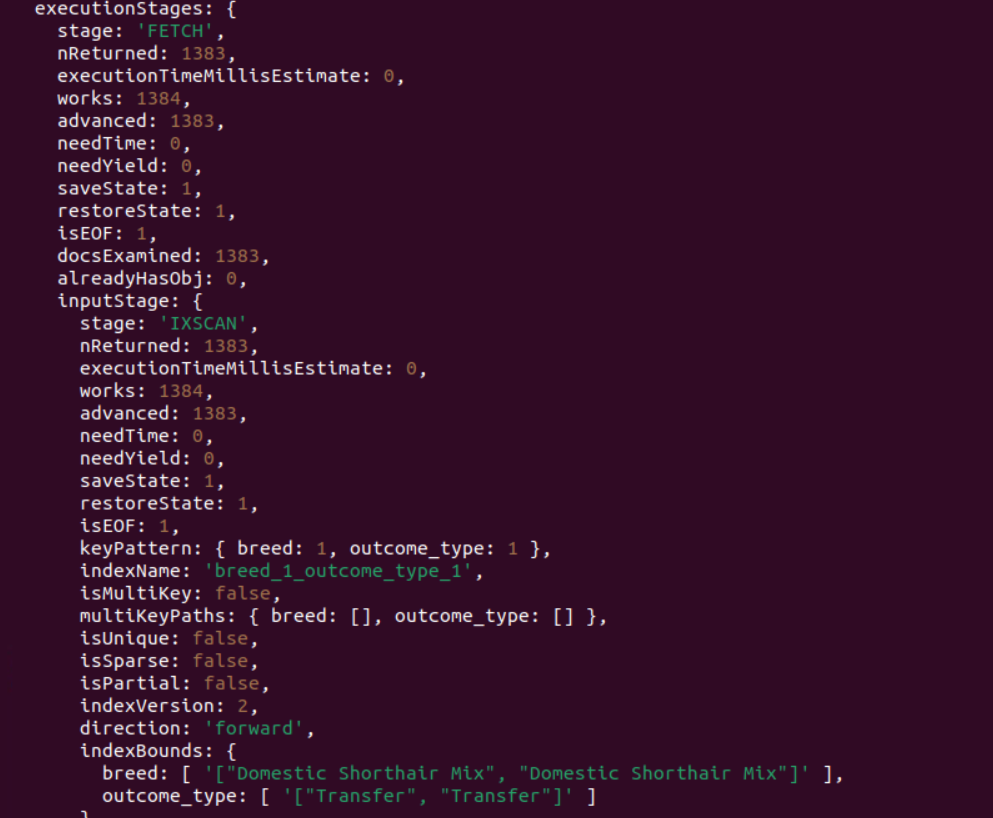 executionStages: {
stage: 'FETCH',
nReturned: 1383,
executionTimeMillisEstimate: 0,
works: 1384,
advanced: 1383,
needTime: 0,
needYield: 0,
saveState: 1,
restoreState: 1,
isEOF: 1,
docsExamined: 1383,
alreadyHasObj: 0,
inputStage: {
stage: 'IXSCAN',
nReturned: 1383,
executionTimeMillisEstimate: 0,
works: 1384,
advanced: 1383,
needTime: 0,
needYield: 0,
saveState: 1,
restoreState: 1,
isEOF: 1,
keyPattern: { breed: 1, outcome_type: 1 },
indexName: 'breed_1_outcome_type_1',
isMultiKey: false,
multiKeyPaths: { breed: [], outcome_type: [] },
isUnique: false,
isSparse: false,
isPartial: false,
indexVersion: 2,
direction: 'forward',
indexBounds: {
breed: [ '["Domestic Shorthair Mix", "Domestic Shorthair Mix"]' ],
outcome_type: [ '["Transfer", "Transfer"]' ]
}